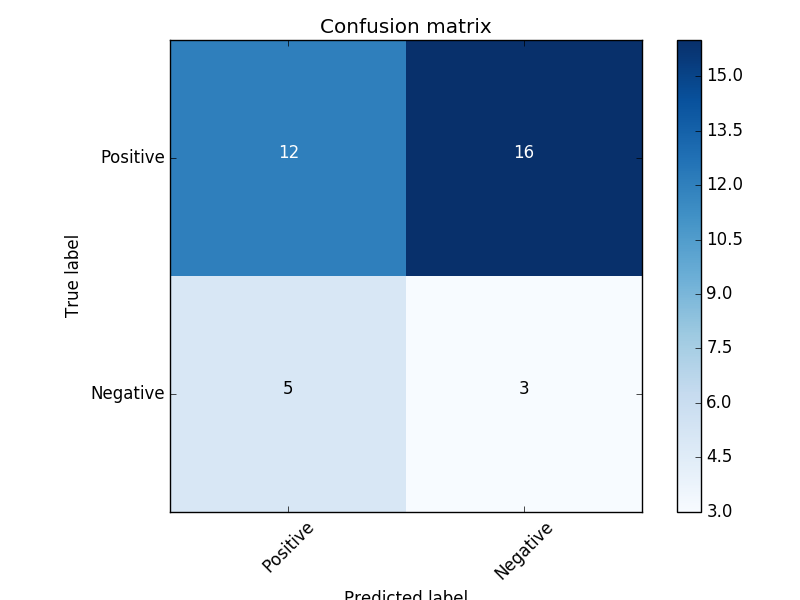 Confusion matrix
Positive
12
16
Negative
5
3
True label
Positive
Negative
Predicted label
15.0
13.5
12.0
10.5
9.0
7.5
6.0
4.5
3.0